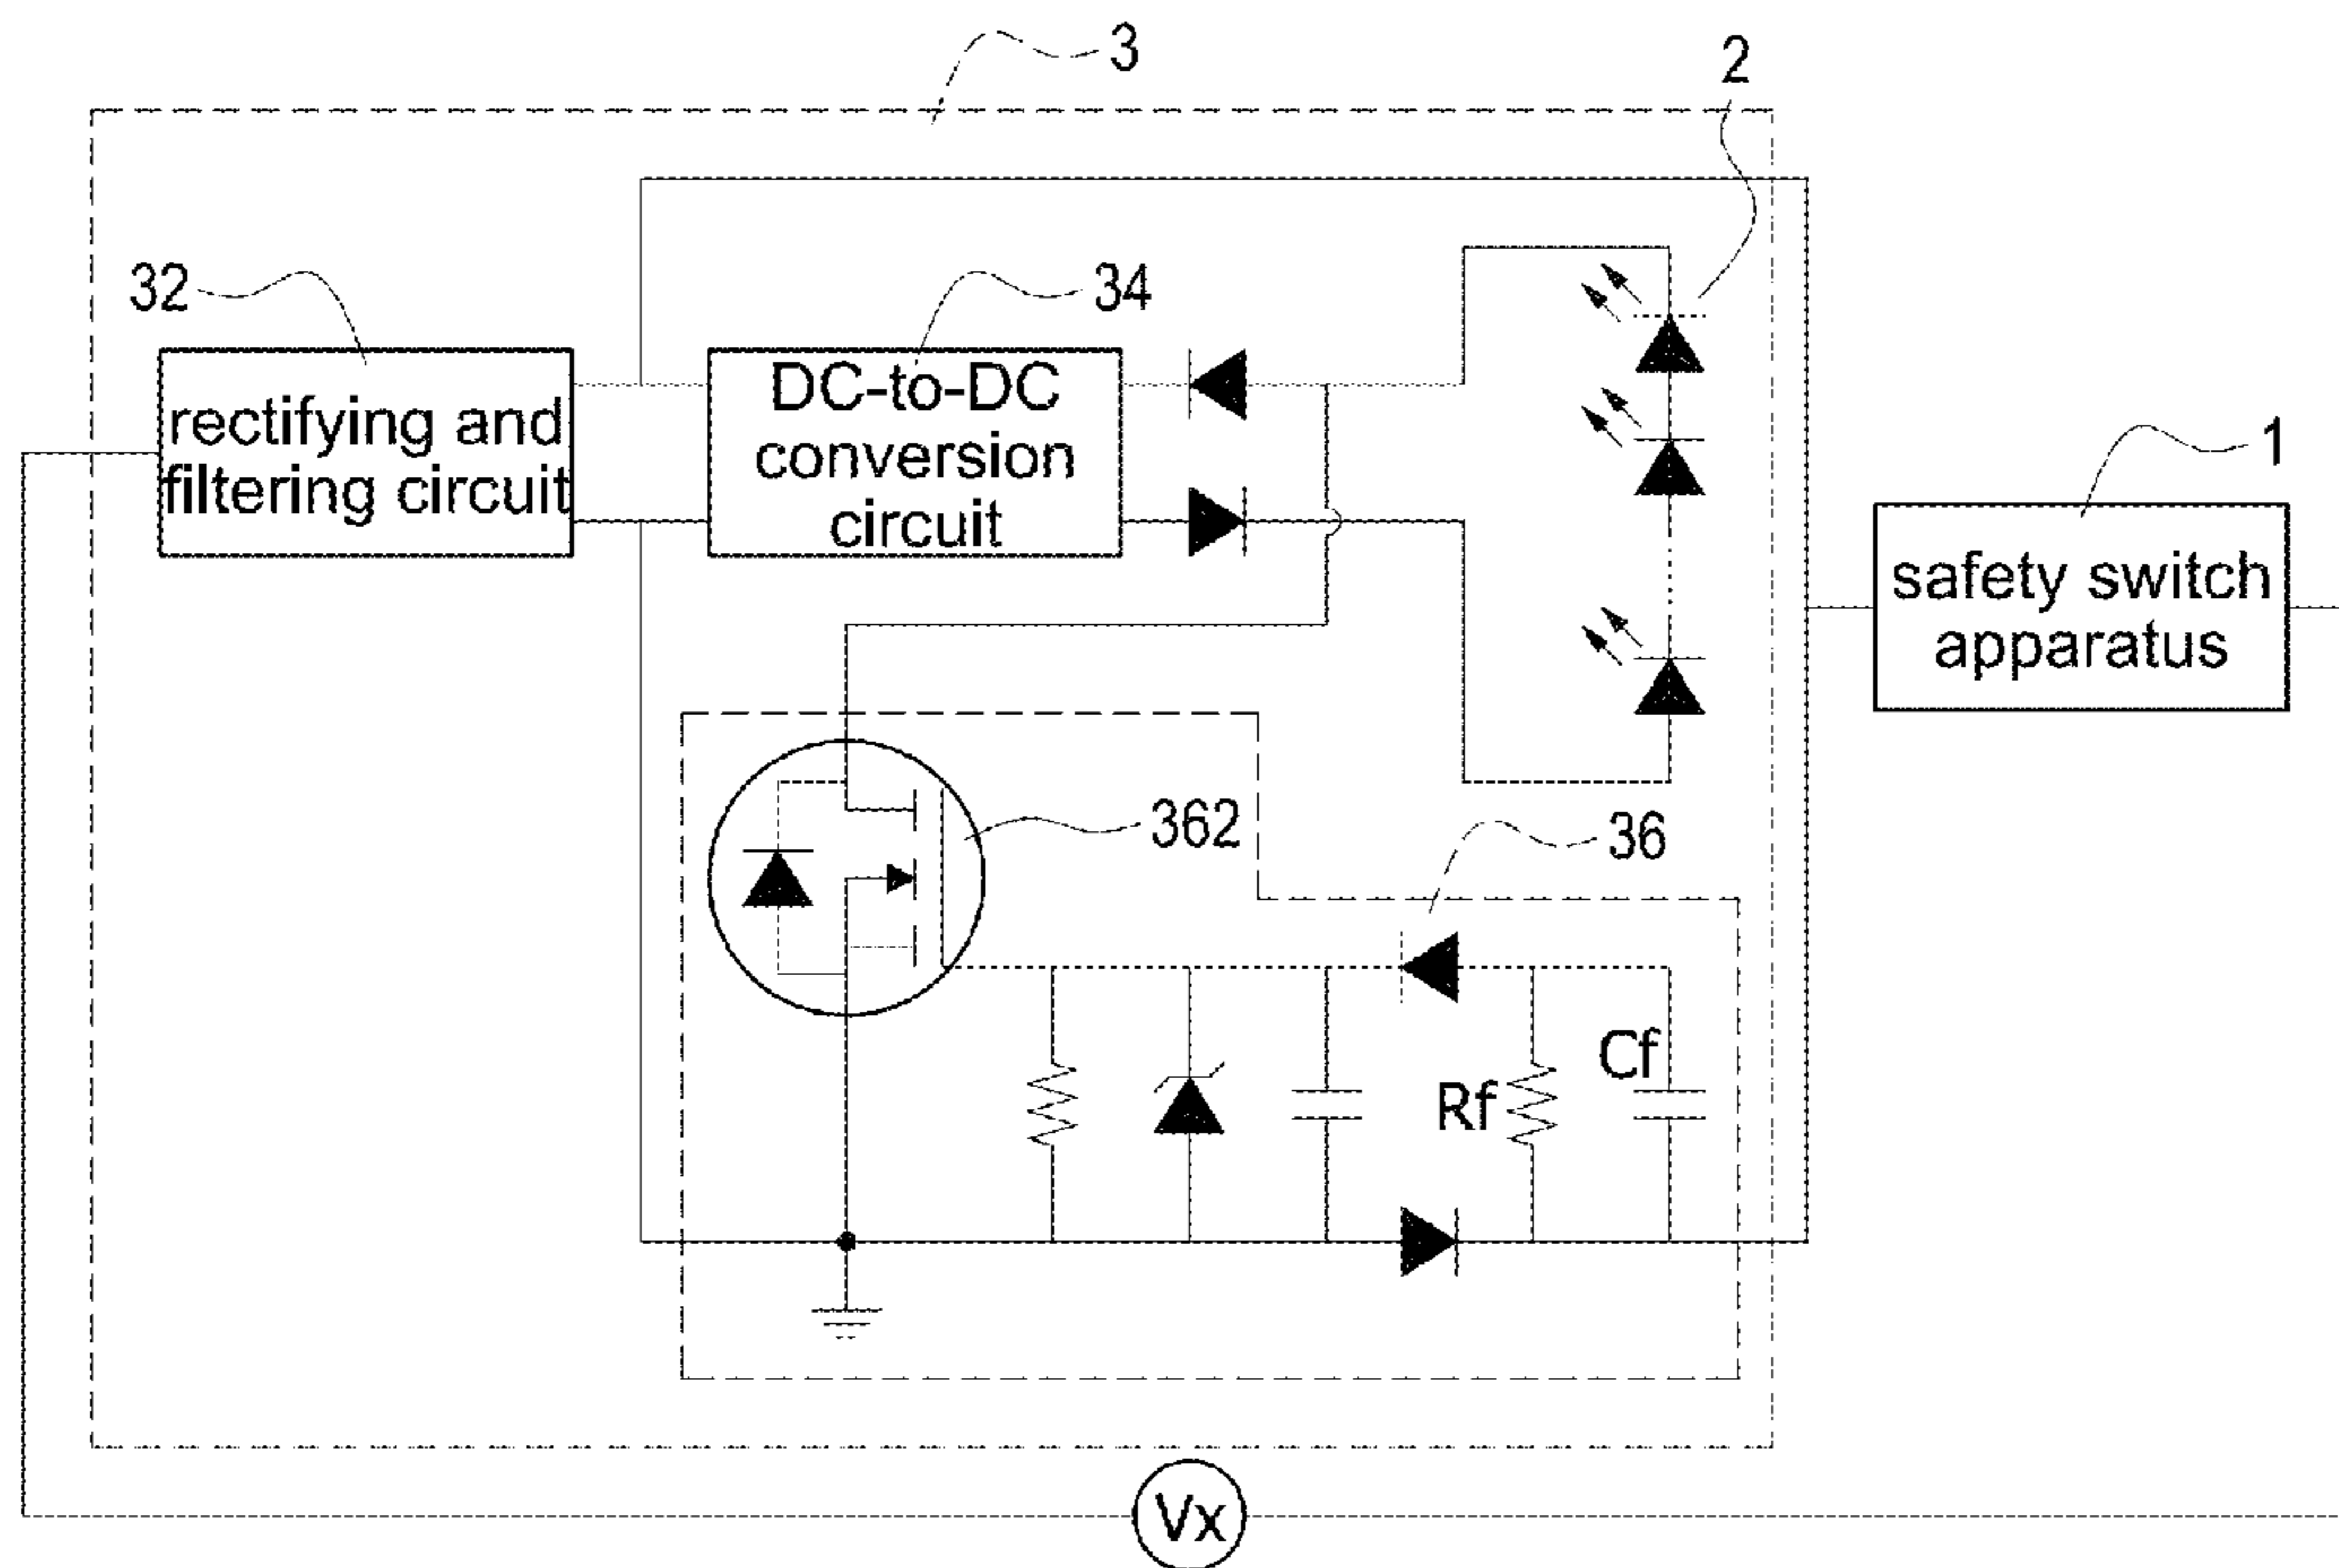 3
2
32
34
rectifying and
filtering circuit
DC-to-DC
conversion
circuit
1
safety switch
apparatus
362
36
Rf
Cf
Vx